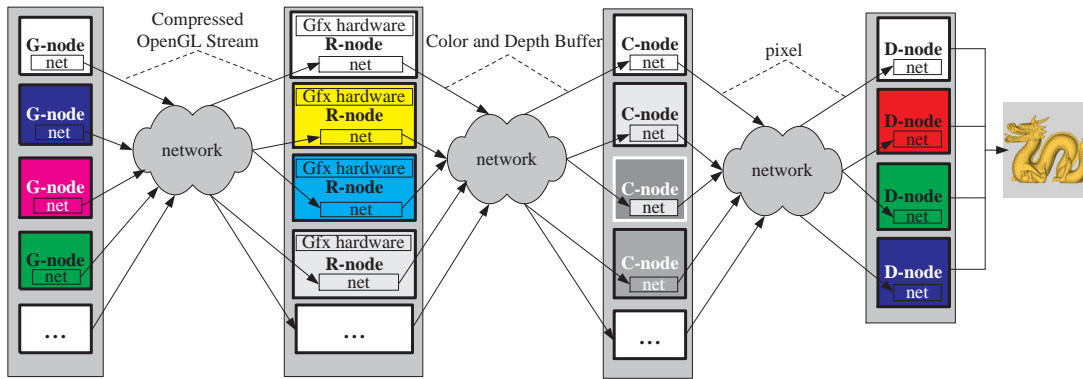 Compressed
OpenGL Stream
Color and Depth Buffer
pixel
G-node
net
G-node
net
G-node
net
G-node
net
...
network
Gfx hardware
R-node
net
Gfx hardware
R-node
net
Gfx hardware
R-node
net
Gfx hardware
R-node
net
...
network
C-node
net
C-node
net
C-node
net
C-node
net
...
network
D-node
net
D-node
net
D-node
net
D-node
net